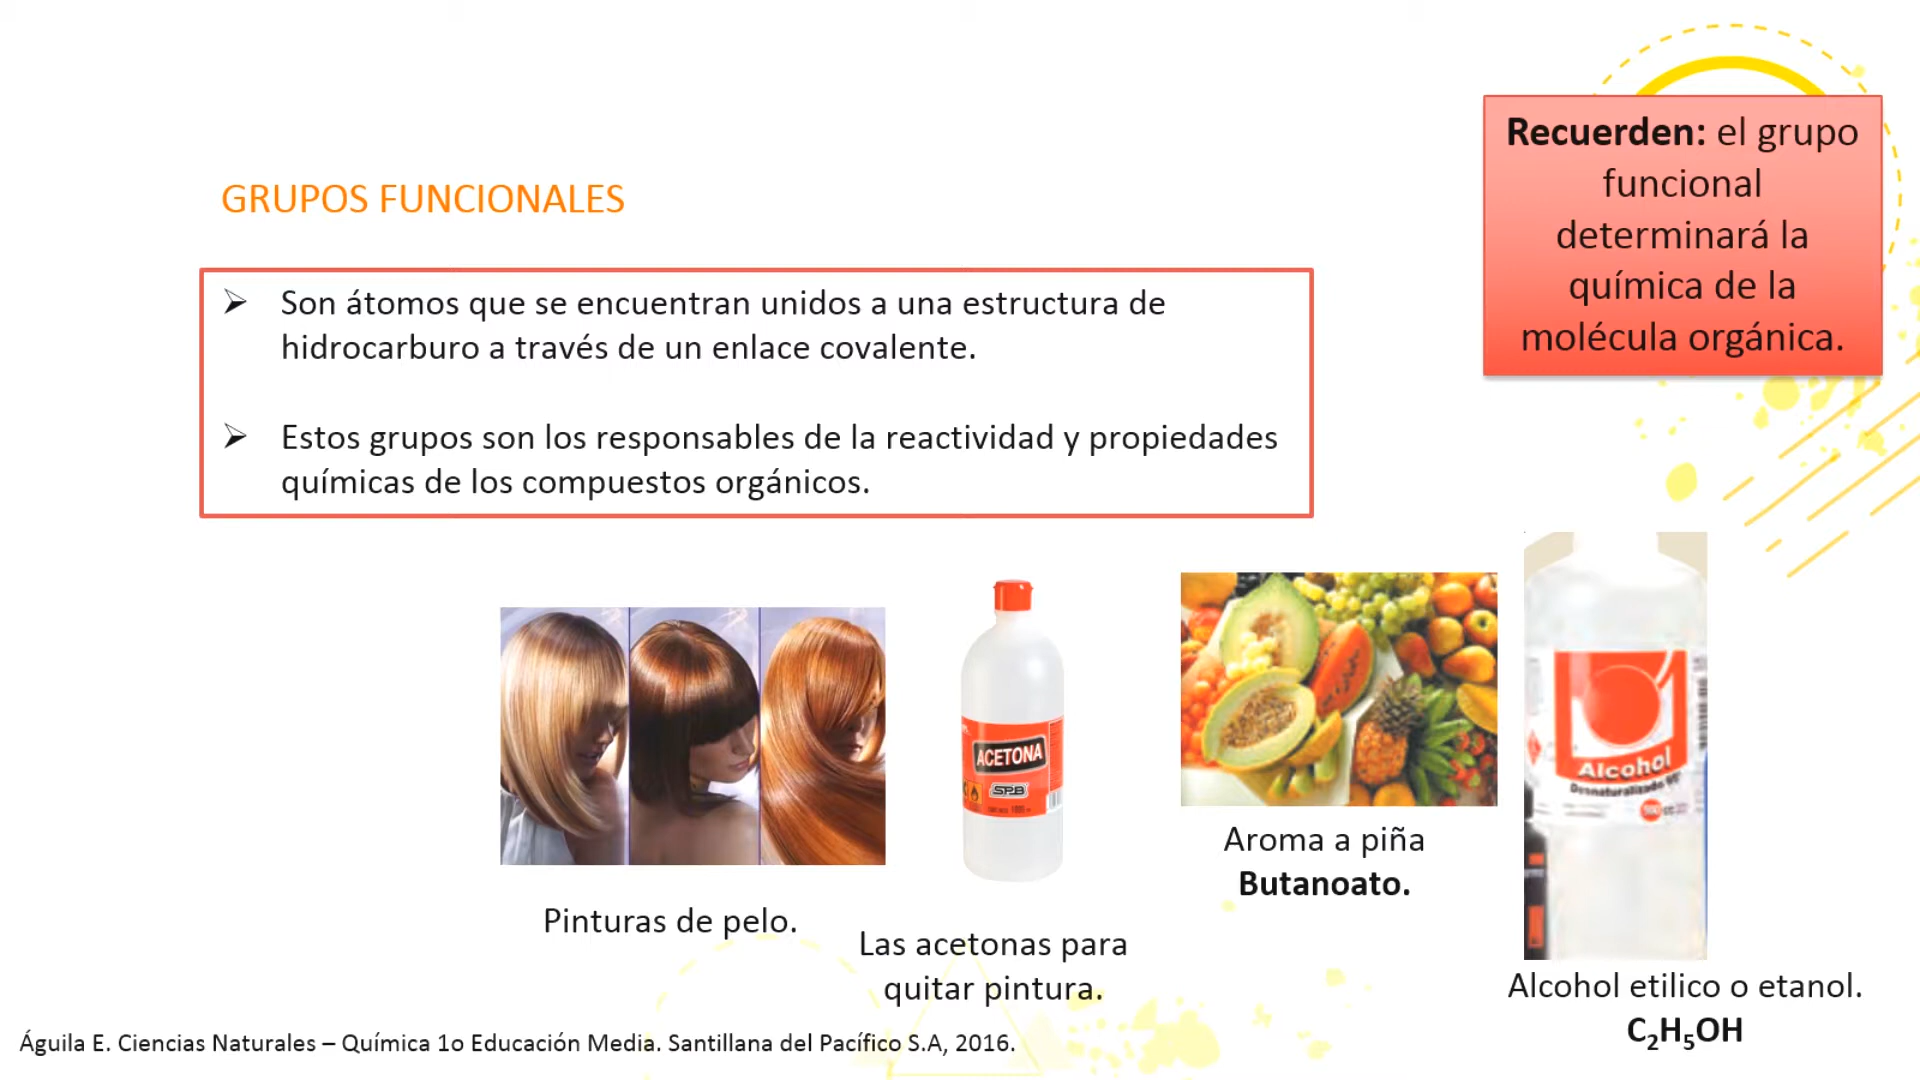 Recuerden: el grupo
funcional
determinará la
química de la
molécula orgánica.
GRUPOS FUNCIONALES
Son átomos que se encuentran unidos a una estructura de
hidrocarburo a través de un enlace covalente.
Estos grupos son los responsables de la reactividad y propiedades
químicas de los compuestos orgánicos.
ACETONA
SPB
Alcohol
Desnaturalizado
Pinturas de pelo.
Las acetonas para
quitar pintura.
Aroma a piña
Butanoato.
Alcohol etilico o etanol.
C₂H₅OH
Águila E. Ciencias Naturales – Química 1o Educación Media. Santillana del Pacífico S.A, 2016.